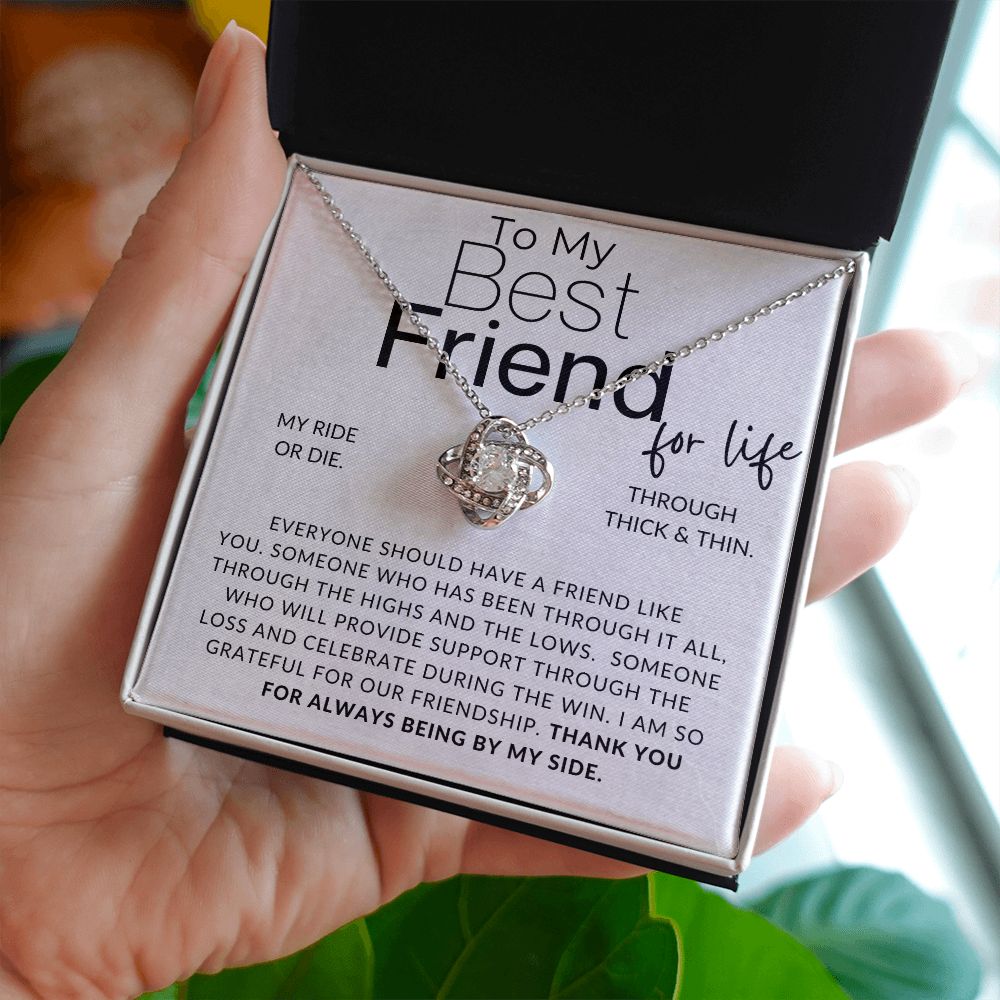 To My
Best
Friend
for life
MY RIDE
OR DIE.
THROUGH
THICK & THIN.
EVERYONE SHOULD HAVE A FRIEND LIKE
YOU. SOMEONE WHO HAS BEEN THROUGH IT ALL,
THROUGH THE HIGHS AND THE LOWS. SOMEONE
WHO WILL PROVIDE SUPPORT THROUGH THE
LOSS AND CELEBRATE DURING THE WIN. I AM SO
GRATEFUL FOR OUR FRIENDSHIP. THANK YOU
FOR ALWAYS BEING BY MY SIDE.